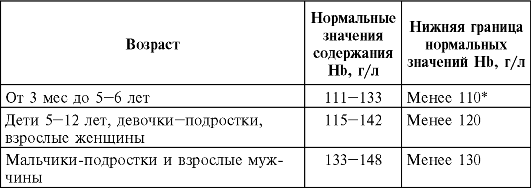 Возраст
Нормальные
значения
содержания
Hb, г/л
Нижняя граница
нормальных
значений Hb, г/л
От 3 мес до 5—6 лет
111—133
Менее 110*
Дети 5—12 лет, девочки—подростки,
взрослые женщины
115—142
Менее 120
Мальчики-подростки и взрослые муж-
чины
133—148
Менее 130